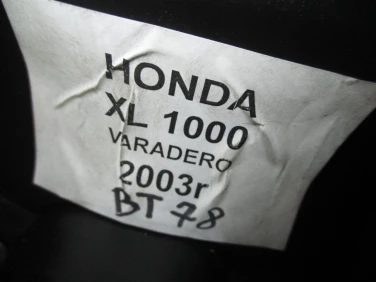 HONDA
XL 1000
VARADERO
2003r
BT 78